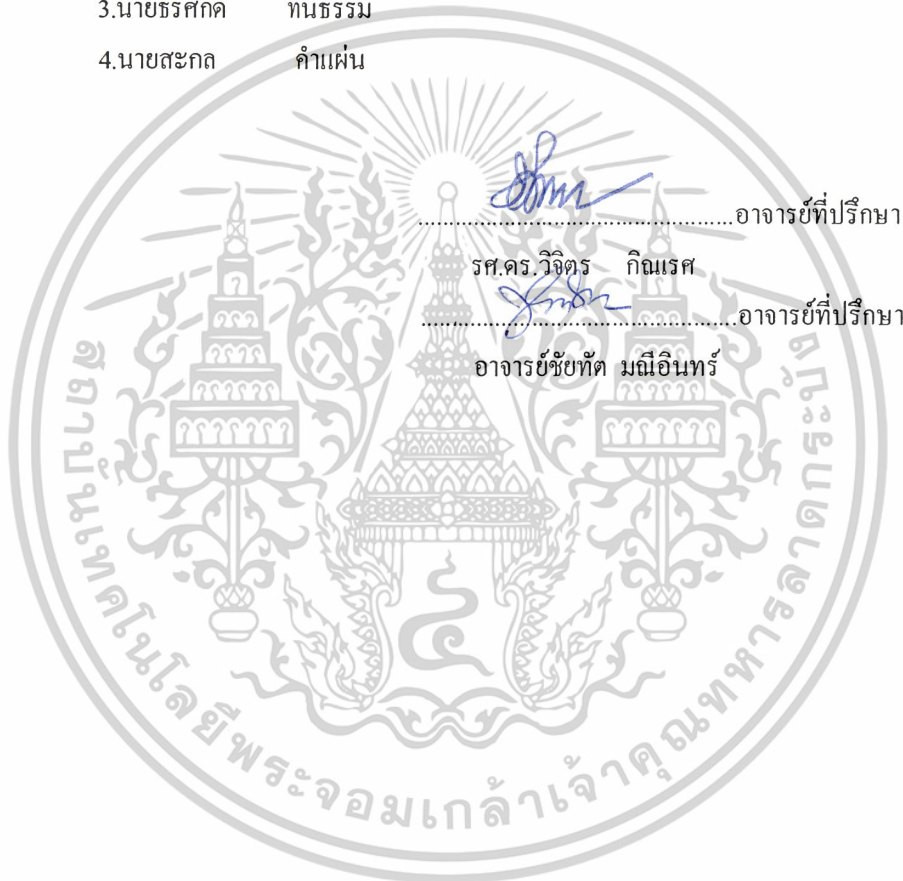 3.นายธรศกด ทนธรรม
4.นายสะกล คำแผ่น
....................................................อาจารย์ที่ปรึกษา
รศ.ดร.วิจิตร กิณเรศ
....................................................อาจารย์ที่ปรึกษา
อาจารย์ชัยทัต มณีอินทร์
สถาบันเทคโนโลยีพระจอมเกล้าเจ้าคุณทหารลาดกระบัง